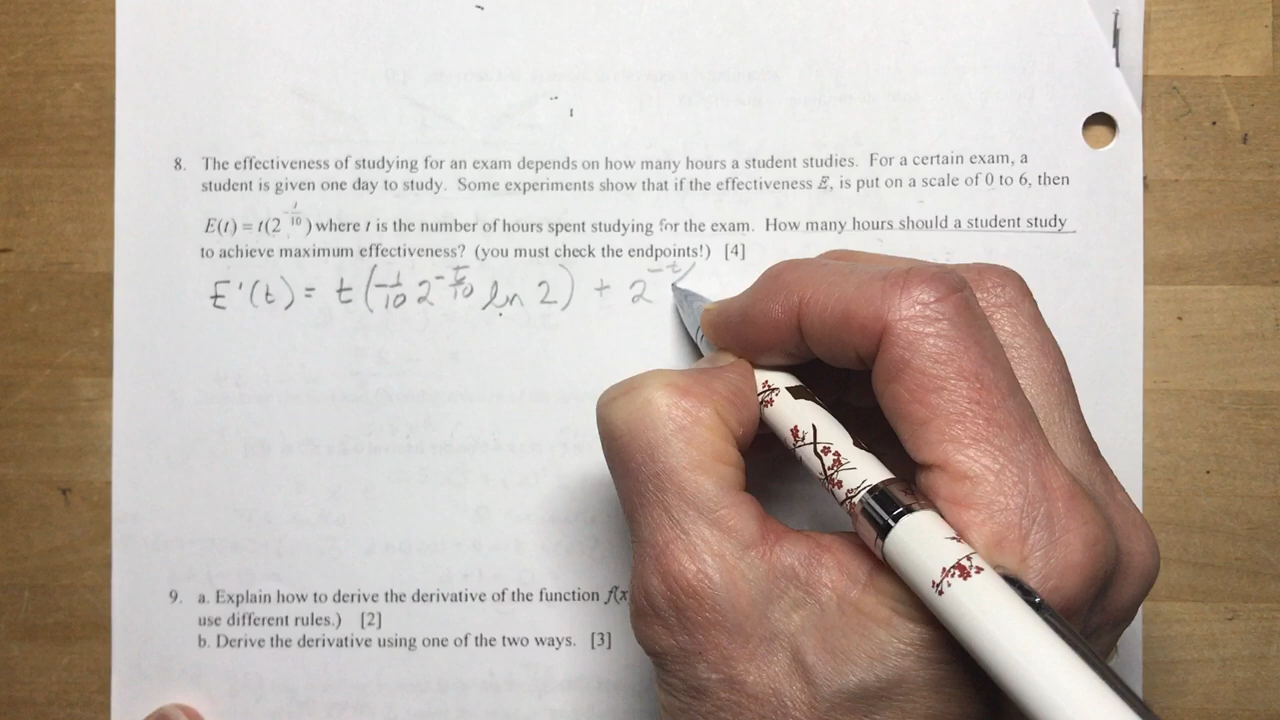 8. The effectiveness of studying for an exam depends on how many hours a student studies. For a certain exam, a
student is given one day to study. Some experiments show that if the effectiveness E, is put on a scale of 0 to 6, then
E(t) = t(2^{-t/10}) where t is the number of hours spent studying for the exam. How many hours should a student study
to achieve maximum effectiveness? (you must check the endpoints!) [4]
E'(t) = t(-1/10 2^{-t/10} ln 2) + 2^{-t/
9. a. Explain how to derive the derivative of the function f(x
use different rules.) [2]
b. Derive the derivative using one of the two ways. [3]